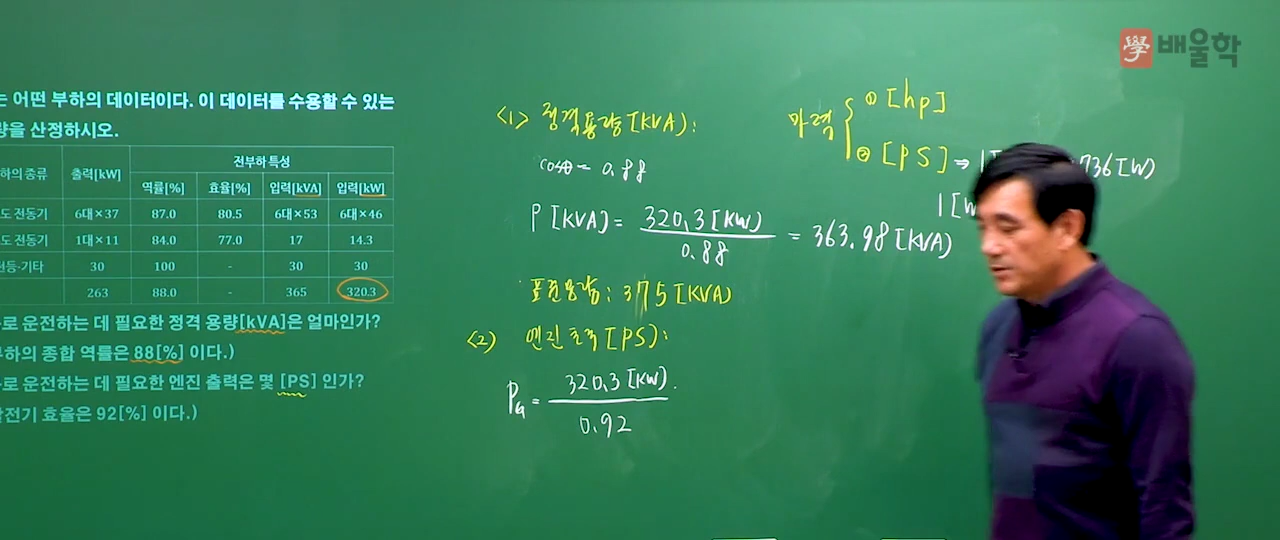 學 배울학
는 어떤 부하의 데이터이다. 이 데이터를 수용할 수 있는
량을 산정하시오.
하의 종류 출력[kW] 전부하 특성
역률[%] 효율[%] 입력[kVA] 입력[kW]
도 전동기 6대×37 87.0 80.5 6대×53 6대×46
도 전동기 1대×11 84.0 77.0 17 14.3
전등·기타 30 100 - 30 30
263 88.0 - 365 320.3
로 운전하는 데 필요한 정격 용량[kVA]은 얼마인가?
부하의 종합 역률은 88[%] 이다.)
로 운전하는 데 필요한 엔진 출력은 몇 [PS] 인가?
발전기 효율은 92[%] 이다.)
<1> 정격용량[KVA] :
cosθ = 0.88
P[KVA] = 320.3[KW] / 0.88 = 363.98[KVA]
표준용량 : 375[KVA]
<2> 엔진출력[PS] :
P_G = 320.3[KW] / 0.92
마력 ① [hp]
② [PS] ⇒ 1 736[W]
1[W